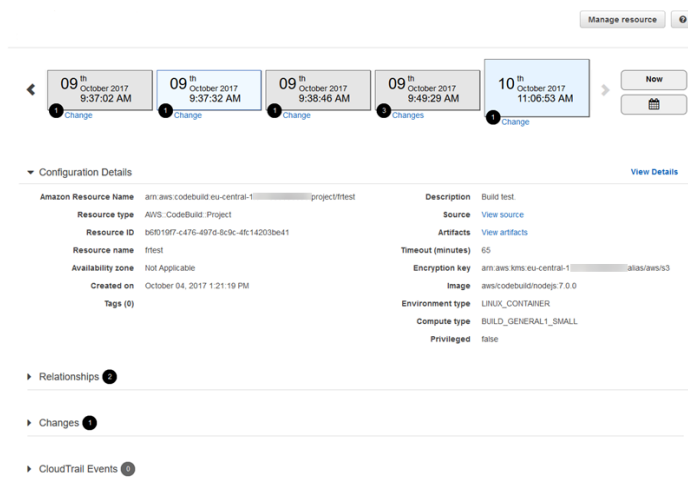 Manage resource ?
09 th October 2017 9:37:02 AM 1 Change
09 th October 2017 9:37:32 AM 1 Change
09 th October 2017 9:38:46 AM 1 Change
09 th October 2017 9:49:29 AM 3 Changes
10 th October 2017 11:06:53 AM 1 Change
Now
Configuration Details View Details
Amazon Resource Name arn:aws:codebuild:eu-central-1 project/frtest
Resource type AWS::CodeBuild::Project
Resource ID b6f019f7-c476-497d-8c9c-4fc14203be41
Resource name frtest
Availability zone Not Applicable
Created on October 04, 2017 1:21:19 PM
Tags (0)
Description Build test.
Source View source
Artifacts View artifacts
Timeout (minutes) 65
Encryption key arn:aws:kms:eu-central-1 alias/aws/s3
Image aws/codebuild/nodejs:7.0.0
Environment type LINUX_CONTAINER
Compute type BUILD_GENERAL1_SMALL
Privileged false
Relationships 2
Changes 1
CloudTrail Events 0